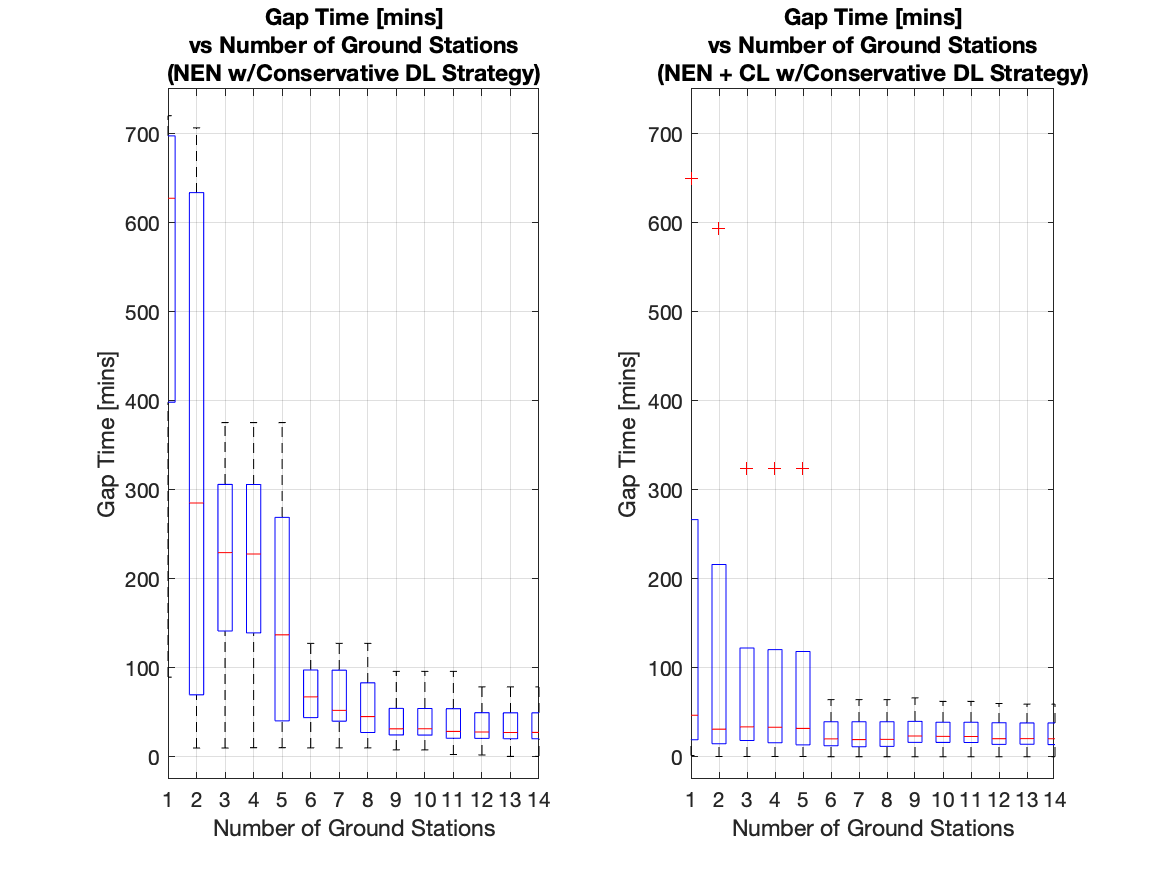 Gap Time [mins]
vs Number of Ground Stations
(NEN w/Conservative DL Strategy)
700
600
500
400
300
200
100
0
Gap Time [mins]
1 2 3 4 5 6 7 8 9 10 11 12 13 14
Number of Ground Stations
Gap Time [mins]
vs Number of Ground Stations
(NEN + CL w/Conservative DL Strategy)
700
600
500
400
300
200
100
0
Gap Time [mins]
1 2 3 4 5 6 7 8 9 10 11 12 13 14
Number of Ground Stations